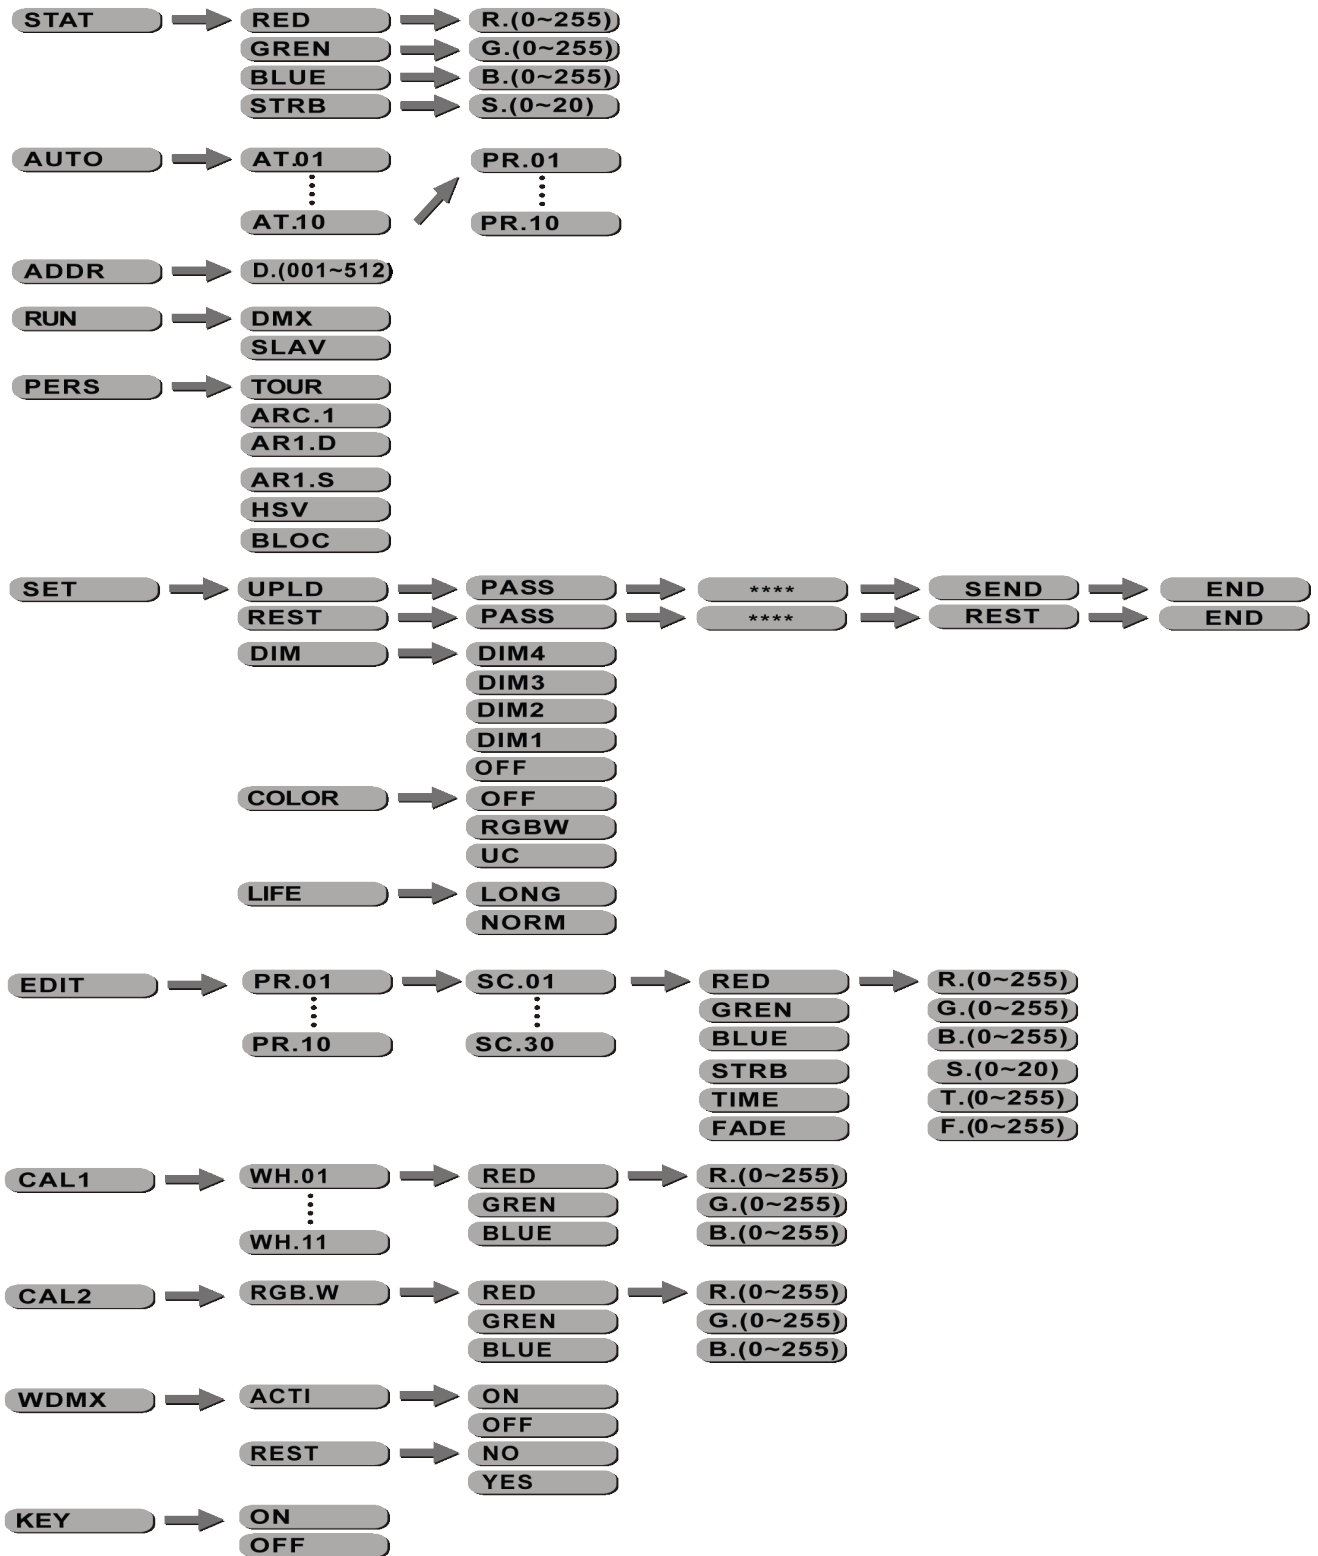 STAT RED R.(0~255)
GREN G.(0~255)
BLUE B.(0~255)
STRB S.(0~20)
AUTO AT.01 PR.01
AT.10 PR.10
ADDR D.(001~512)
RUN DMX
SLAV
PERS TOUR
ARC.1
AR1.D
AR1.S
HSV
BLOC
SET UPLD PASS **** SEND END
REST PASS **** REST END
DIM DIM4
DIM3
DIM2
DIM1
OFF
COLOR OFF
RGBW
UC
LIFE LONG
NORM
EDIT PR.01 SC.01 RED R.(0~255)
GREN G.(0~255)
BLUE B.(0~255)
PR.10 SC.30
STRB S.(0~20)
TIME T.(0~255)
FADE F.(0~255)
CAL1 WH.01 RED R.(0~255)
GREN G.(0~255)
BLUE B.(0~255)
WH.11
CAL2 RGB.W RED R.(0~255)
GREN G.(0~255)
BLUE B.(0~255)
WDMX ACTI ON
OFF
REST NO
YES
KEY ON
OFF